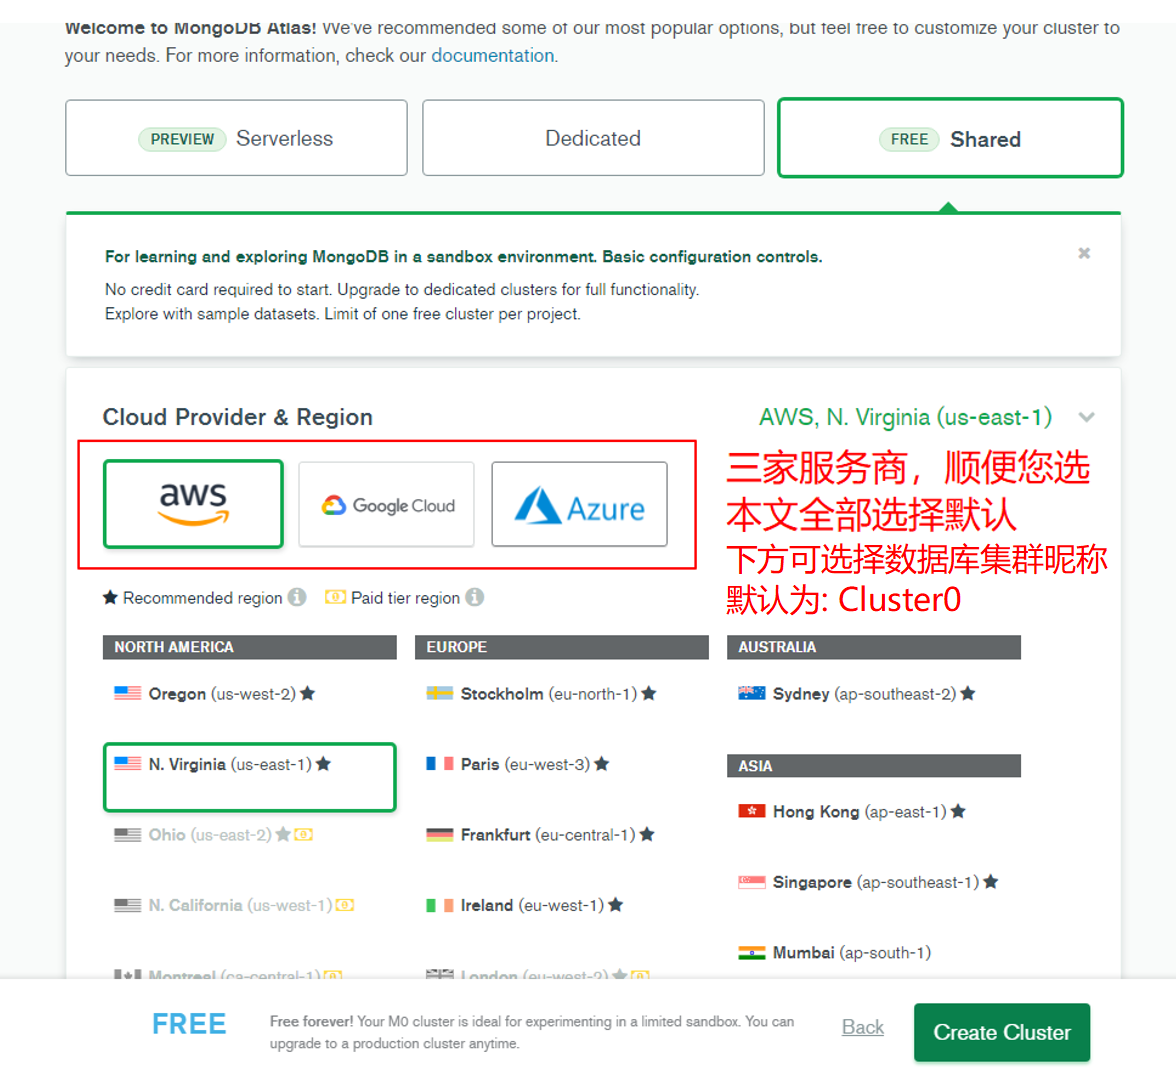 Welcome to MongoDB Atlas! We've recommended some of our most popular options, but feel free to customize your cluster to
your needs. For more information, check our documentation.
PREVIEW Serverless
Dedicated
FREE Shared
For learning and exploring MongoDB in a sandbox environment. Basic configuration controls.
No credit card required to start. Upgrade to dedicated clusters for full functionality.
Explore with sample datasets. Limit of one free cluster per project.
Cloud Provider & Region
AWS, N. Virginia (us-east-1)
aws
Google Cloud
Azure
三家服务商，顺便您选
本文全部选择默认
下方可选择数据库集群昵称
默认为: Cluster0
Recommended region
Paid tier region
NORTH AMERICA
Oregon (us-west-2)
N. Virginia (us-east-1)
Ohio (us-east-2)
N. California (us-west-1)
Montreal (ca-central-1)
EUROPE
Stockholm (eu-north-1)
Paris (eu-west-3)
Frankfurt (eu-central-1)
Ireland (eu-west-1)
London (eu-west-2)
AUSTRALIA
Sydney (ap-southeast-2)
ASIA
Hong Kong (ap-east-1)
Singapore (ap-southeast-1)
Mumbai (ap-south-1)
FREE
Free forever! Your M0 cluster is ideal for experimenting in a limited sandbox. You can
upgrade to a production cluster anytime.
Back
Create Cluster